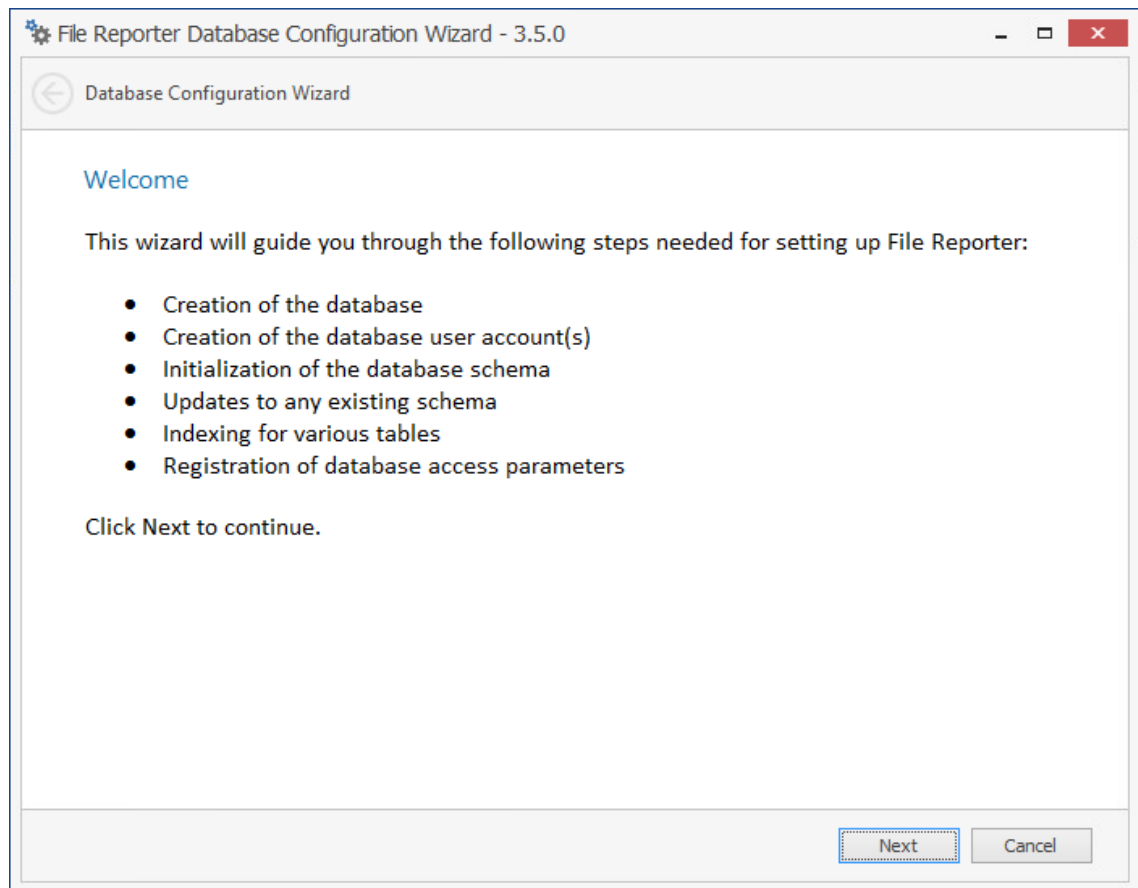 File Reporter Database Configuration Wizard - 3.5.0
Database Configuration Wizard
Welcome
This wizard will guide you through the following steps needed for setting up File Reporter:
• Creation of the database
• Creation of the database user account(s)
• Initialization of the database schema
• Updates to any existing schema
• Indexing for various tables
• Registration of database access parameters
Click Next to continue.
Next Cancel